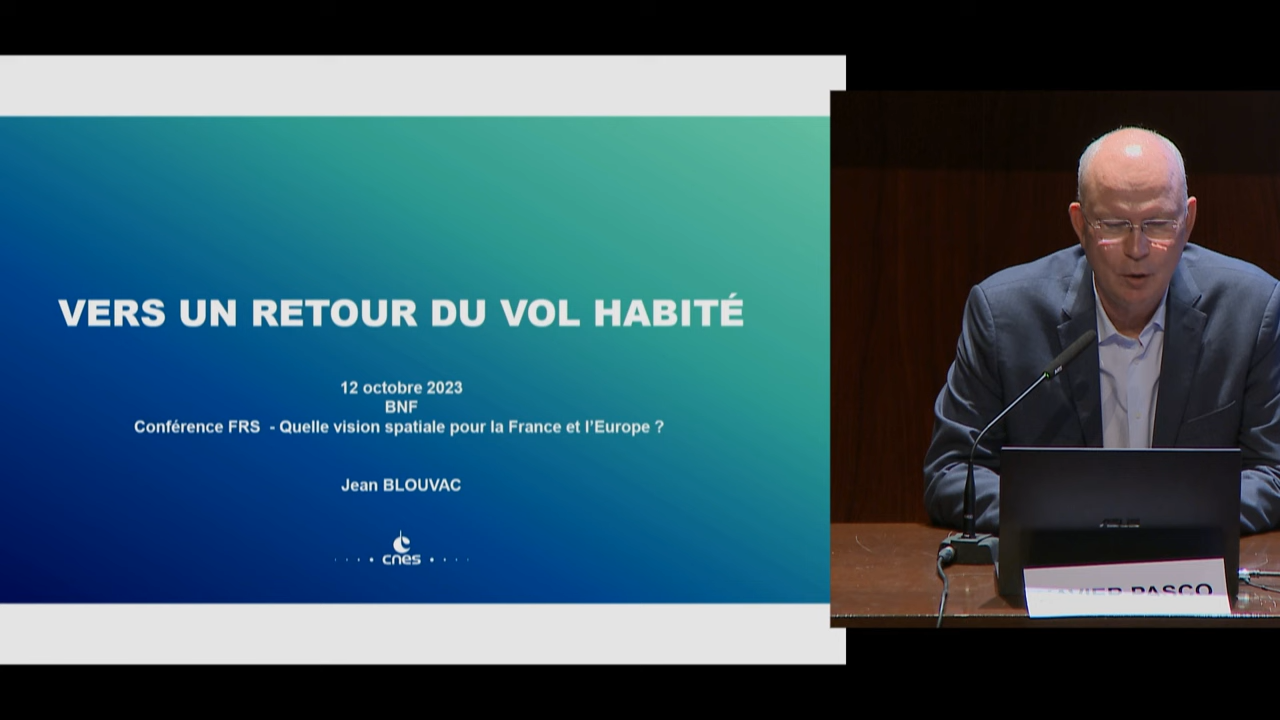 VERS UN RETOUR DU VOL HABITÉ
12 octobre 2023
BNF
Conférence FRS - Quelle vision spatiale pour la France et l'Europe ?
Jean BLOUVAC
cnes
PASCO